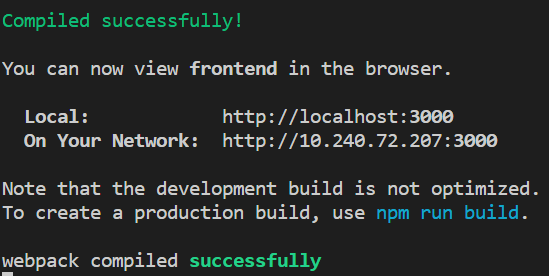 Compiled successfully!
You can now view frontend in the browser.
Local: http://localhost:3000
On Your Network: http://10.240.72.207:3000
Note that the development build is not optimized.
To create a production build, use npm run build.
webpack compiled successfully